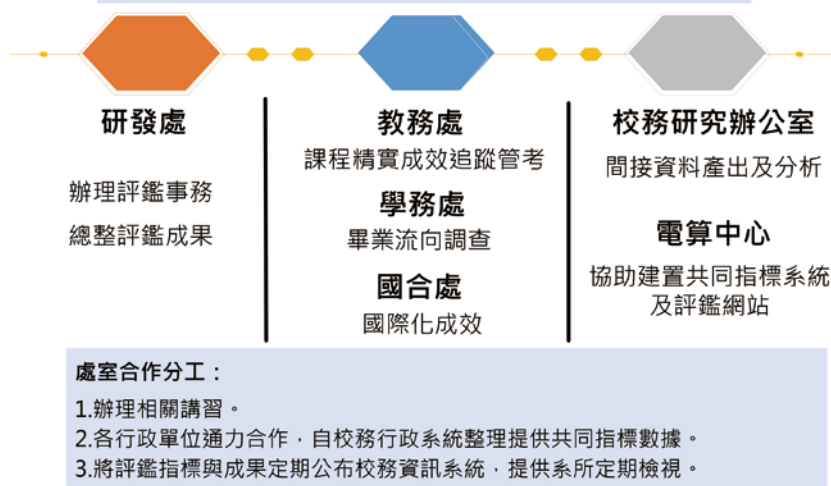 研發處
辦理評鑑事務
總整評鑑成果
教務處
課程精實成效追蹤管考
學務處
畢業流向調查
國合處
國際化成效
校務研究辦公室
間接資料產出及分析
電算中心
協助建置共同指標系統
及評鑑網站
處室合作分工：
1.辦理相關講習。
2.各行政單位通力合作，自校務行政系統整理提供共同指標數據。
3.將評鑑指標與成果定期公布校務資訊系統，提供系所定期檢視。